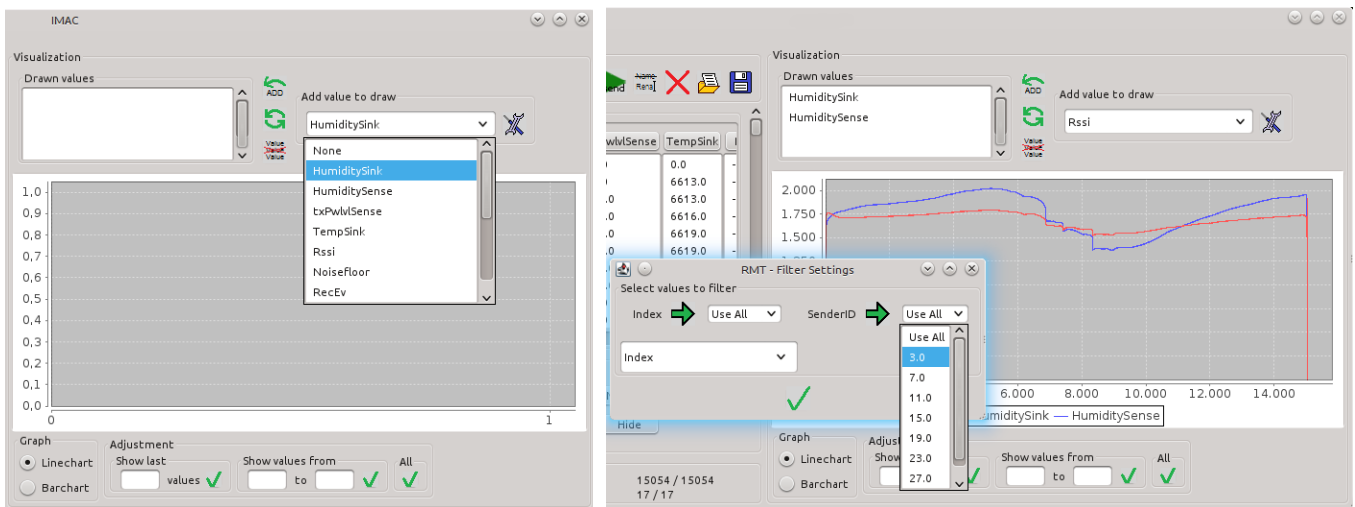 IMAC
Visualization
Drawn values
ADD
Value
Value
Value
Add value to draw
HumiditySink
None
HumiditySink
HumiditySense
txPwlvlSense
TempSink
Rssi
Noisefloor
RecEv
1,0
0,9
0,8
0,7
0,6
0,5
0,4
0,3
0,2
0,1
0,0
0
1
Graph
Linechart
Barchart
Adjustment
Show last
values
Show values from
to
All
Name
TempSink
0.0
6613.0
6613.0
6616.0
6619.0
6619.0
Hide
15054 / 15054
17 / 17
Visualization
Drawn values
HumiditySink
HumiditySense
ADD
Value
Value
Value
Add value to draw
Rssi
2.000
1.750
1.500
6.000
8.000
10.000
12.000
14.000
HumiditySense
RMT - Filter Settings
Select values to filter
Index
Use All
SenderID
Use All
Index
Use All
3.0
7.0
11.0
15.0
19.0
23.0
27.0
Graph
Linechart
Barchart
Show values from
to
All